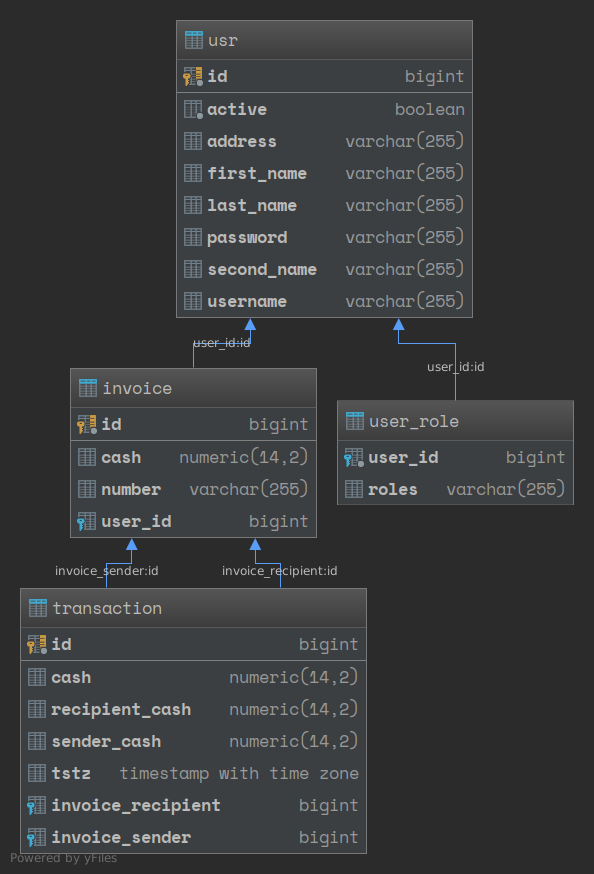 usr
id bigint
active boolean
address varchar(255)
first_name varchar(255)
last_name varchar(255)
password varchar(255)
second_name varchar(255)
username varchar(255)
user_id:id
user_id:id
invoice
id bigint
cash numeric(14,2)
number varchar(255)
user_id bigint
user_role
user_id bigint
roles varchar(255)
invoice_sender:id
invoice_recipient:id
transaction
id bigint
cash numeric(14,2)
recipient_cash numeric(14,2)
sender_cash numeric(14,2)
tstz timestamp with time zone
invoice_recipient bigint
invoice_sender bigint
Powered by yFiles